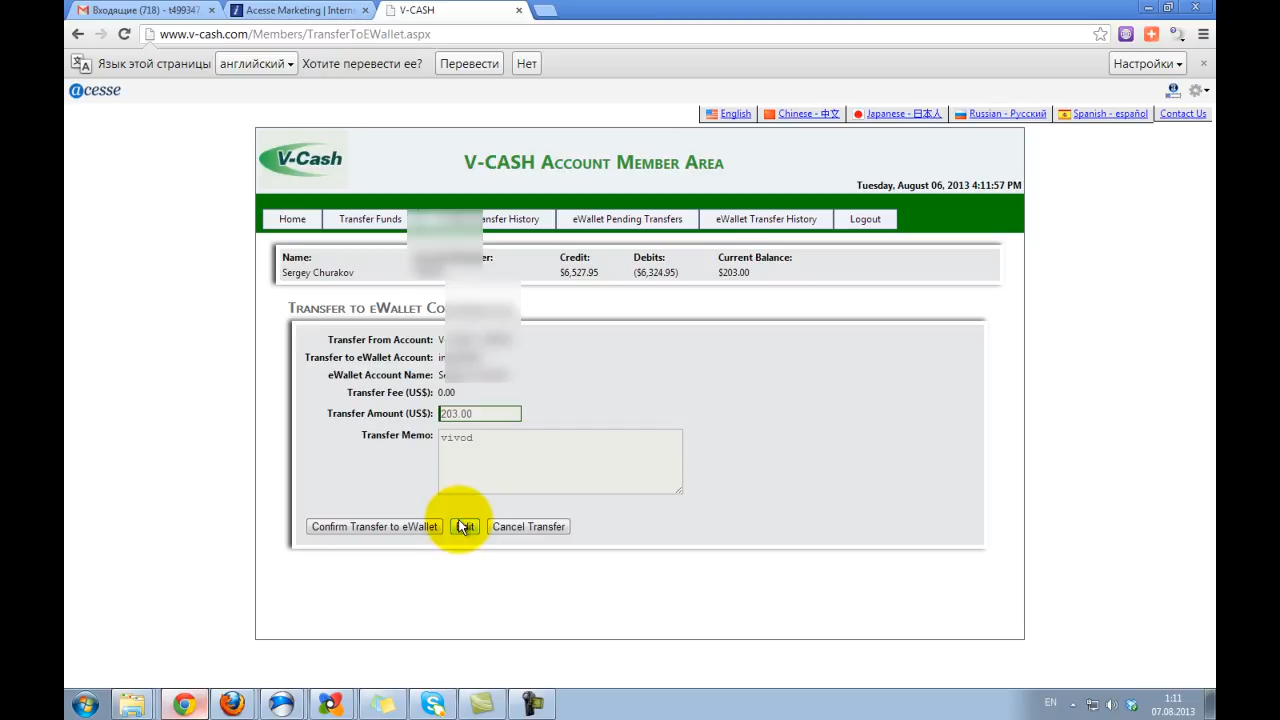 Входящие (718) - t499347
Acesse Marketing | Intern
V-CASH
www.v-cash.com/Members/TransferToEWallet.aspx
Язык этой страницы английский Хотите перевести ее? Перевести Нет Настройки
acesse
English Chinese - 中文 Japanese - 日本人 Russian - Русский Spanish - español Contact Us
V-Cash
V-CASH Account Member Area
Tuesday, August 06, 2013 4:11:57 PM
Home Transfer Funds History eWallet Pending Transfers eWallet Transfer History Logout
Name: Credit: Debits: Current Balance:
Sergey Churakov $6,527.95 ($6,324.95) $203.00
Transfer to eWallet
Transfer From Account:
Transfer to eWallet Account:
eWallet Account Name:
Transfer Fee (US$): 0.00
Transfer Amount (US$): 203.00
Transfer Memo: vivod
Confirm Transfer to eWallet Edit Cancel Transfer
EN 1:11
07.08.2013